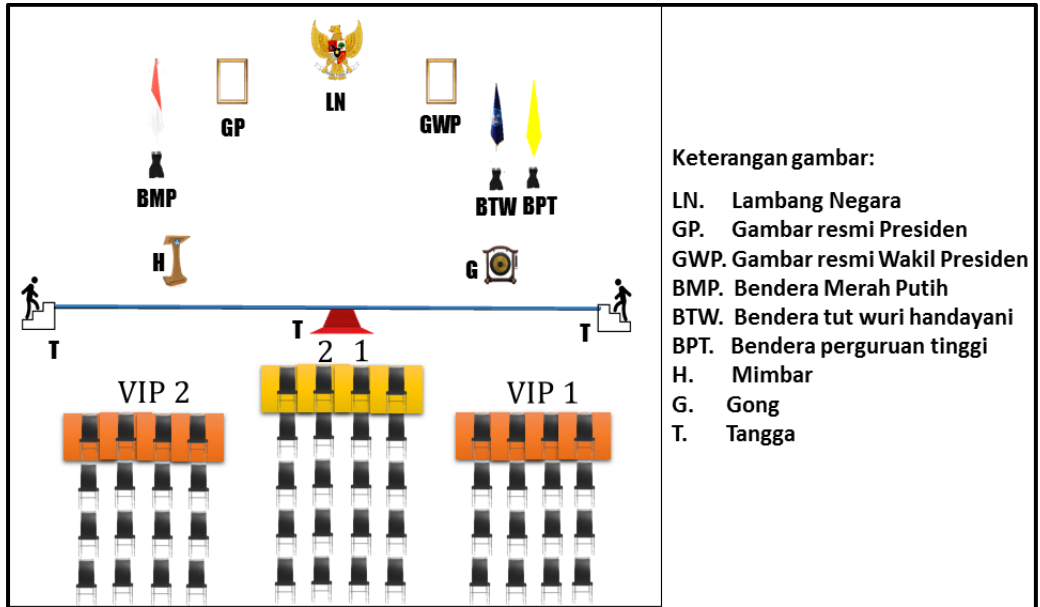 LN
GP
GWP
BMP
BTW BPT
H
G
T
T
T
2 1
VIP 2
VIP 1
Keterangan gambar:
LN. Lambang Negara
GP. Gambar resmi Presiden
GWP. Gambar resmi Wakil Presiden
BMP. Bendera Merah Putih
BTW. Bendera tut wuri handayani
BPT. Bendera perguruan tinggi
H. Mimbar
G. Gong
T. Tangga